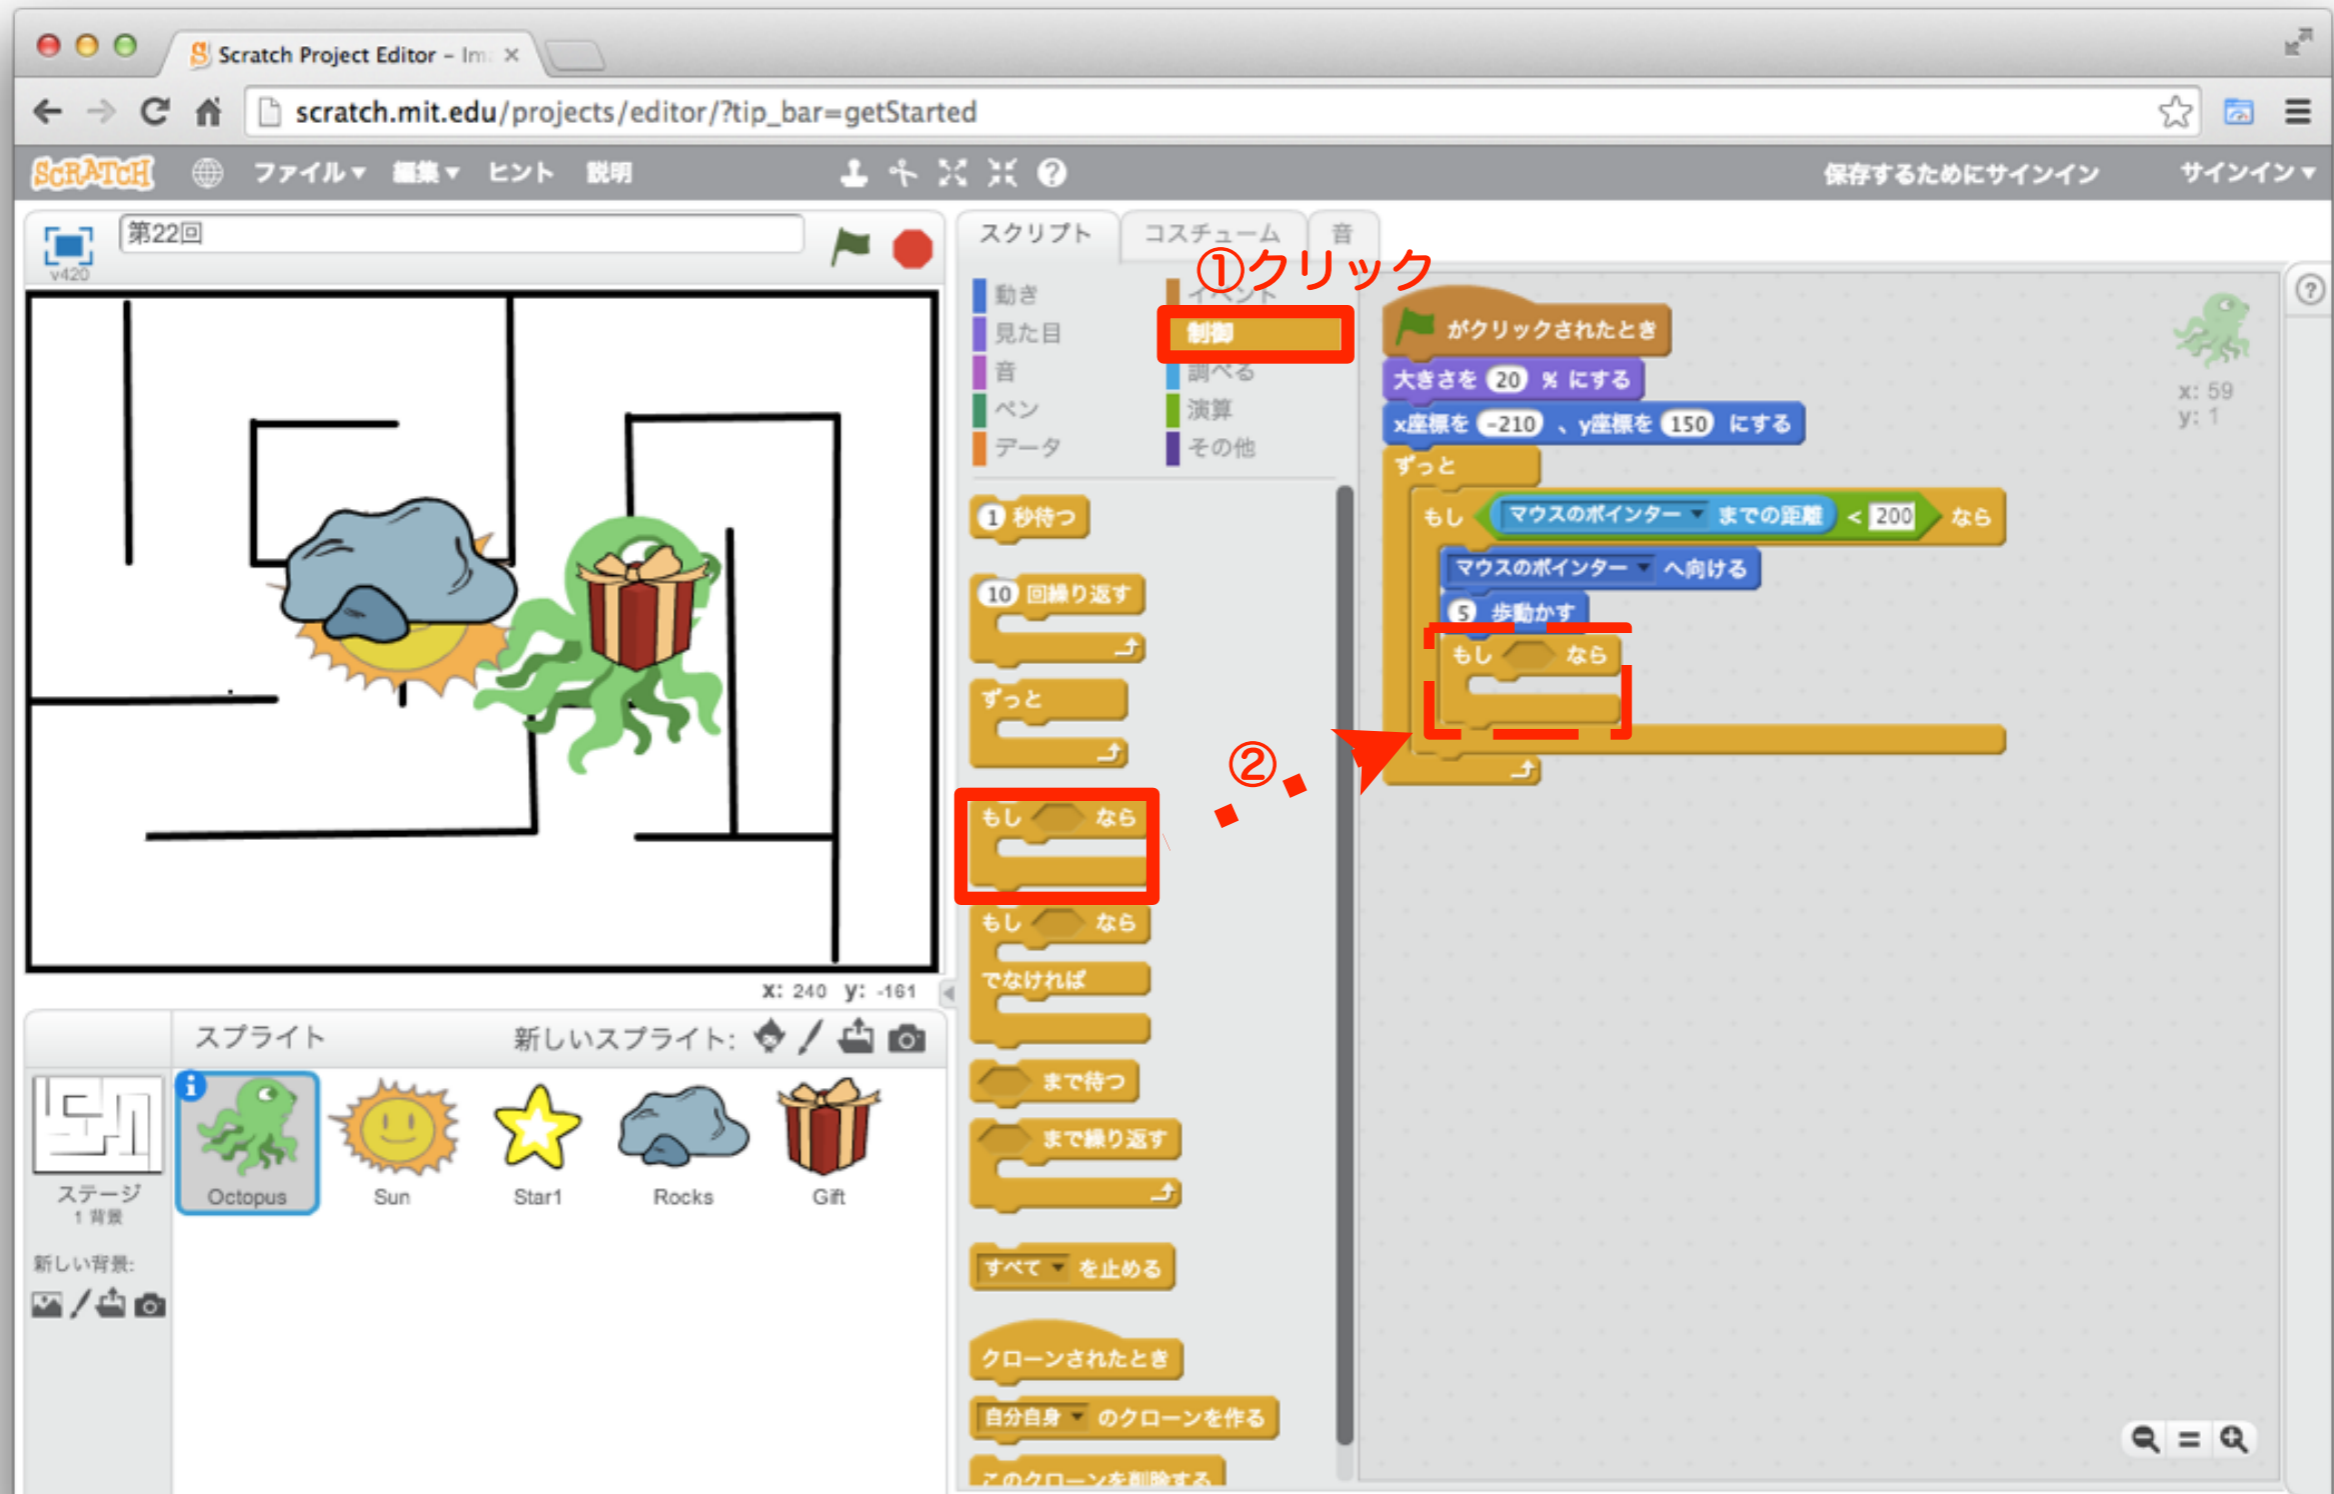 Scratch Project Editor – Im
scratch.mit.edu/projects/editor/?tip_bar=getStarted
SCRATCH ファイル▼ 編集▼ ヒント 説明 保存するためにサインイン サインイン▼
第22回
v420
スクリプト コスチューム 音
①クリック
動き イベント
見た目 制御
音 調べる
ペン 演算
データ その他
1 秒待つ
10 回繰り返す
ずっと
もし なら
もし なら
でなければ
まで待つ
まで繰り返す
すべて ▼ を止める
クローンされたとき
自分自身 ▼ のクローンを作る
このクローンを削除する
②
がクリックされたとき
大きさを 20 % にする
x座標を -210 、y座標を 150 にする
ずっと
もし マウスのポインター ▼ までの距離 < 200 なら
マウスのポインター ▼ へ向ける
5 歩動かす
もし なら
x: 59
y: 1
x: 240 y: -161
スプライト 新しいスプライト:
Octopus Sun Star1 Rocks Gift
ステージ
1 背景
新しい背景: